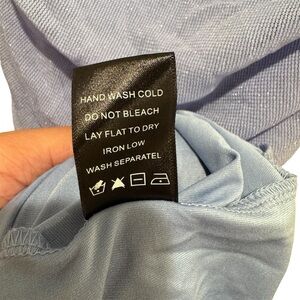 HAND WASH COLD
DO NOT BLEACH
LAY FLAT TO DRY
IRON LOW
WASH SEPARATEL